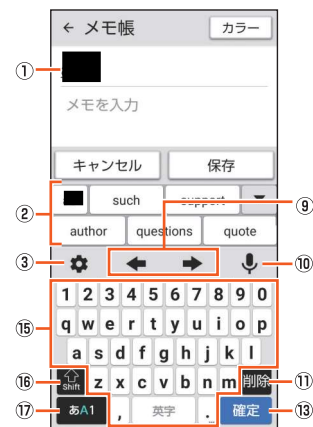 ← メモ帳 カラー
①
メモを入力
キャンセル 保存
② such support ▼ ⑨
author questions quote
③ ⑩
1 2 3 4 5 6 7 8 9 0
q w e r t y u i o p
⑮
a s d f g h j k l
⑯ Shift z x c v b n m 削除 ⑪
⑰ あA1 , 英字 . 確定 ⑬